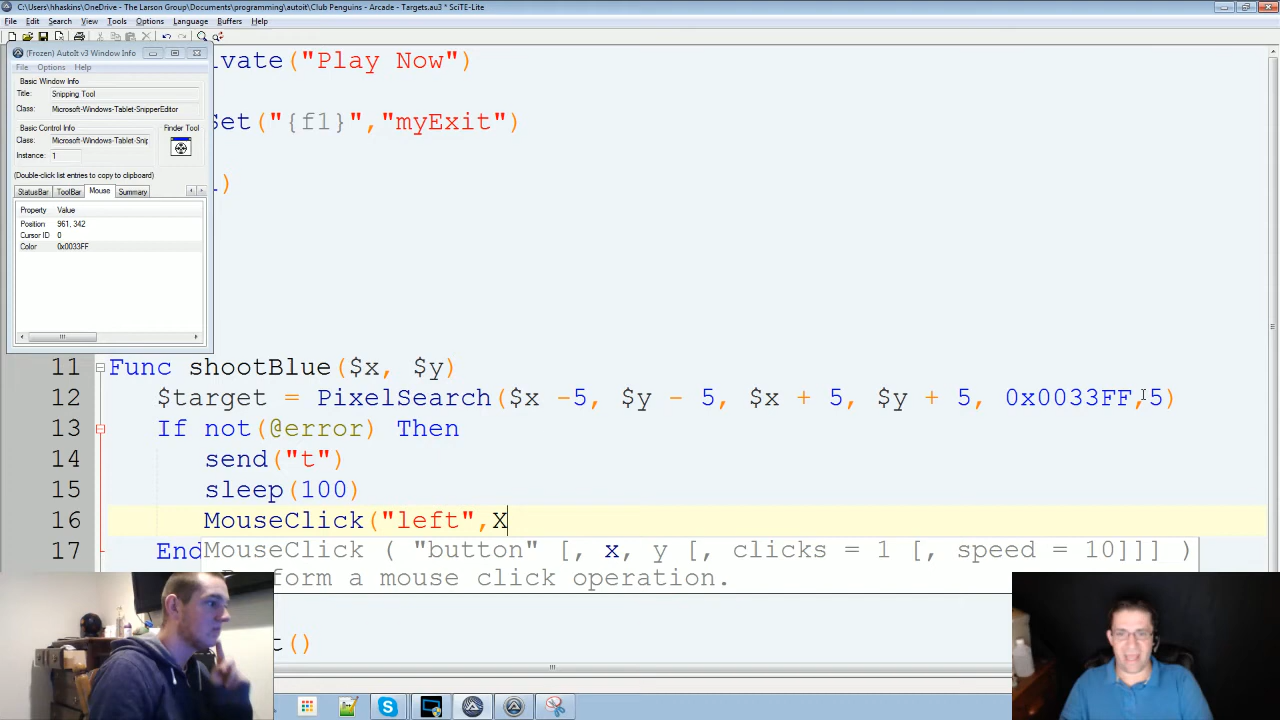 C:\Users\hhaskins\OneDrive - The Larson Group\Documents\programming\autoit\Club Penguins - Arcade - Targets.au3 * SciTE-Lite
File Edit Search View Tools Options Language Buffers Help
(Frozen) AutoIt v3 Window Info
File Options Help
Basic Window Info
Title: Snipping Tool
Class: Microsoft-Windows-Tablet-SnipperEditor
Basic Control Info
Finder Tool
Class: Microsoft-Windows-Tablet-Snip
Instance: 1
(Double-click list entries to copy to clipboard)
StatusBar ToolBar Mouse Summary
Property Value
Position 961, 342
Cursor ID 0
Color 0x0033FF
ivate("Play Now")
Set("{f1}","myExit")
)
11 Func shootBlue($x, $y)
12 $target = PixelSearch($x -5, $y - 5, $x + 5, $y + 5, 0x0033FF,5)
13 If not(@error) Then
14 send("t")
15 sleep(100)
16 MouseClick("left",X
17 End
MouseClick ( "button" [, x, y [, clicks = 1 [, speed = 10]]] )
form a mouse click operation.
t()